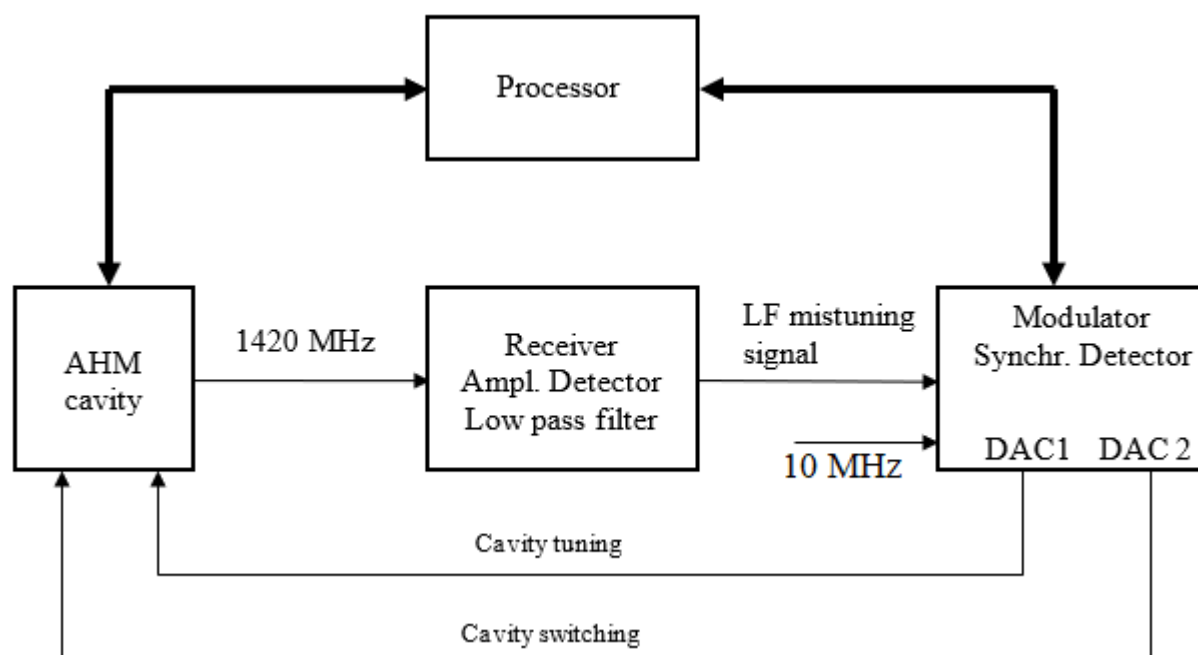 Processor
AHM
cavity
1420 MHz
Receiver
Ampl. Detector
Low pass filter
LF mistuning
signal
10 MHz
Modulator
Synchr. Detector
DAC1 DAC 2
Cavity tuning
Cavity switching